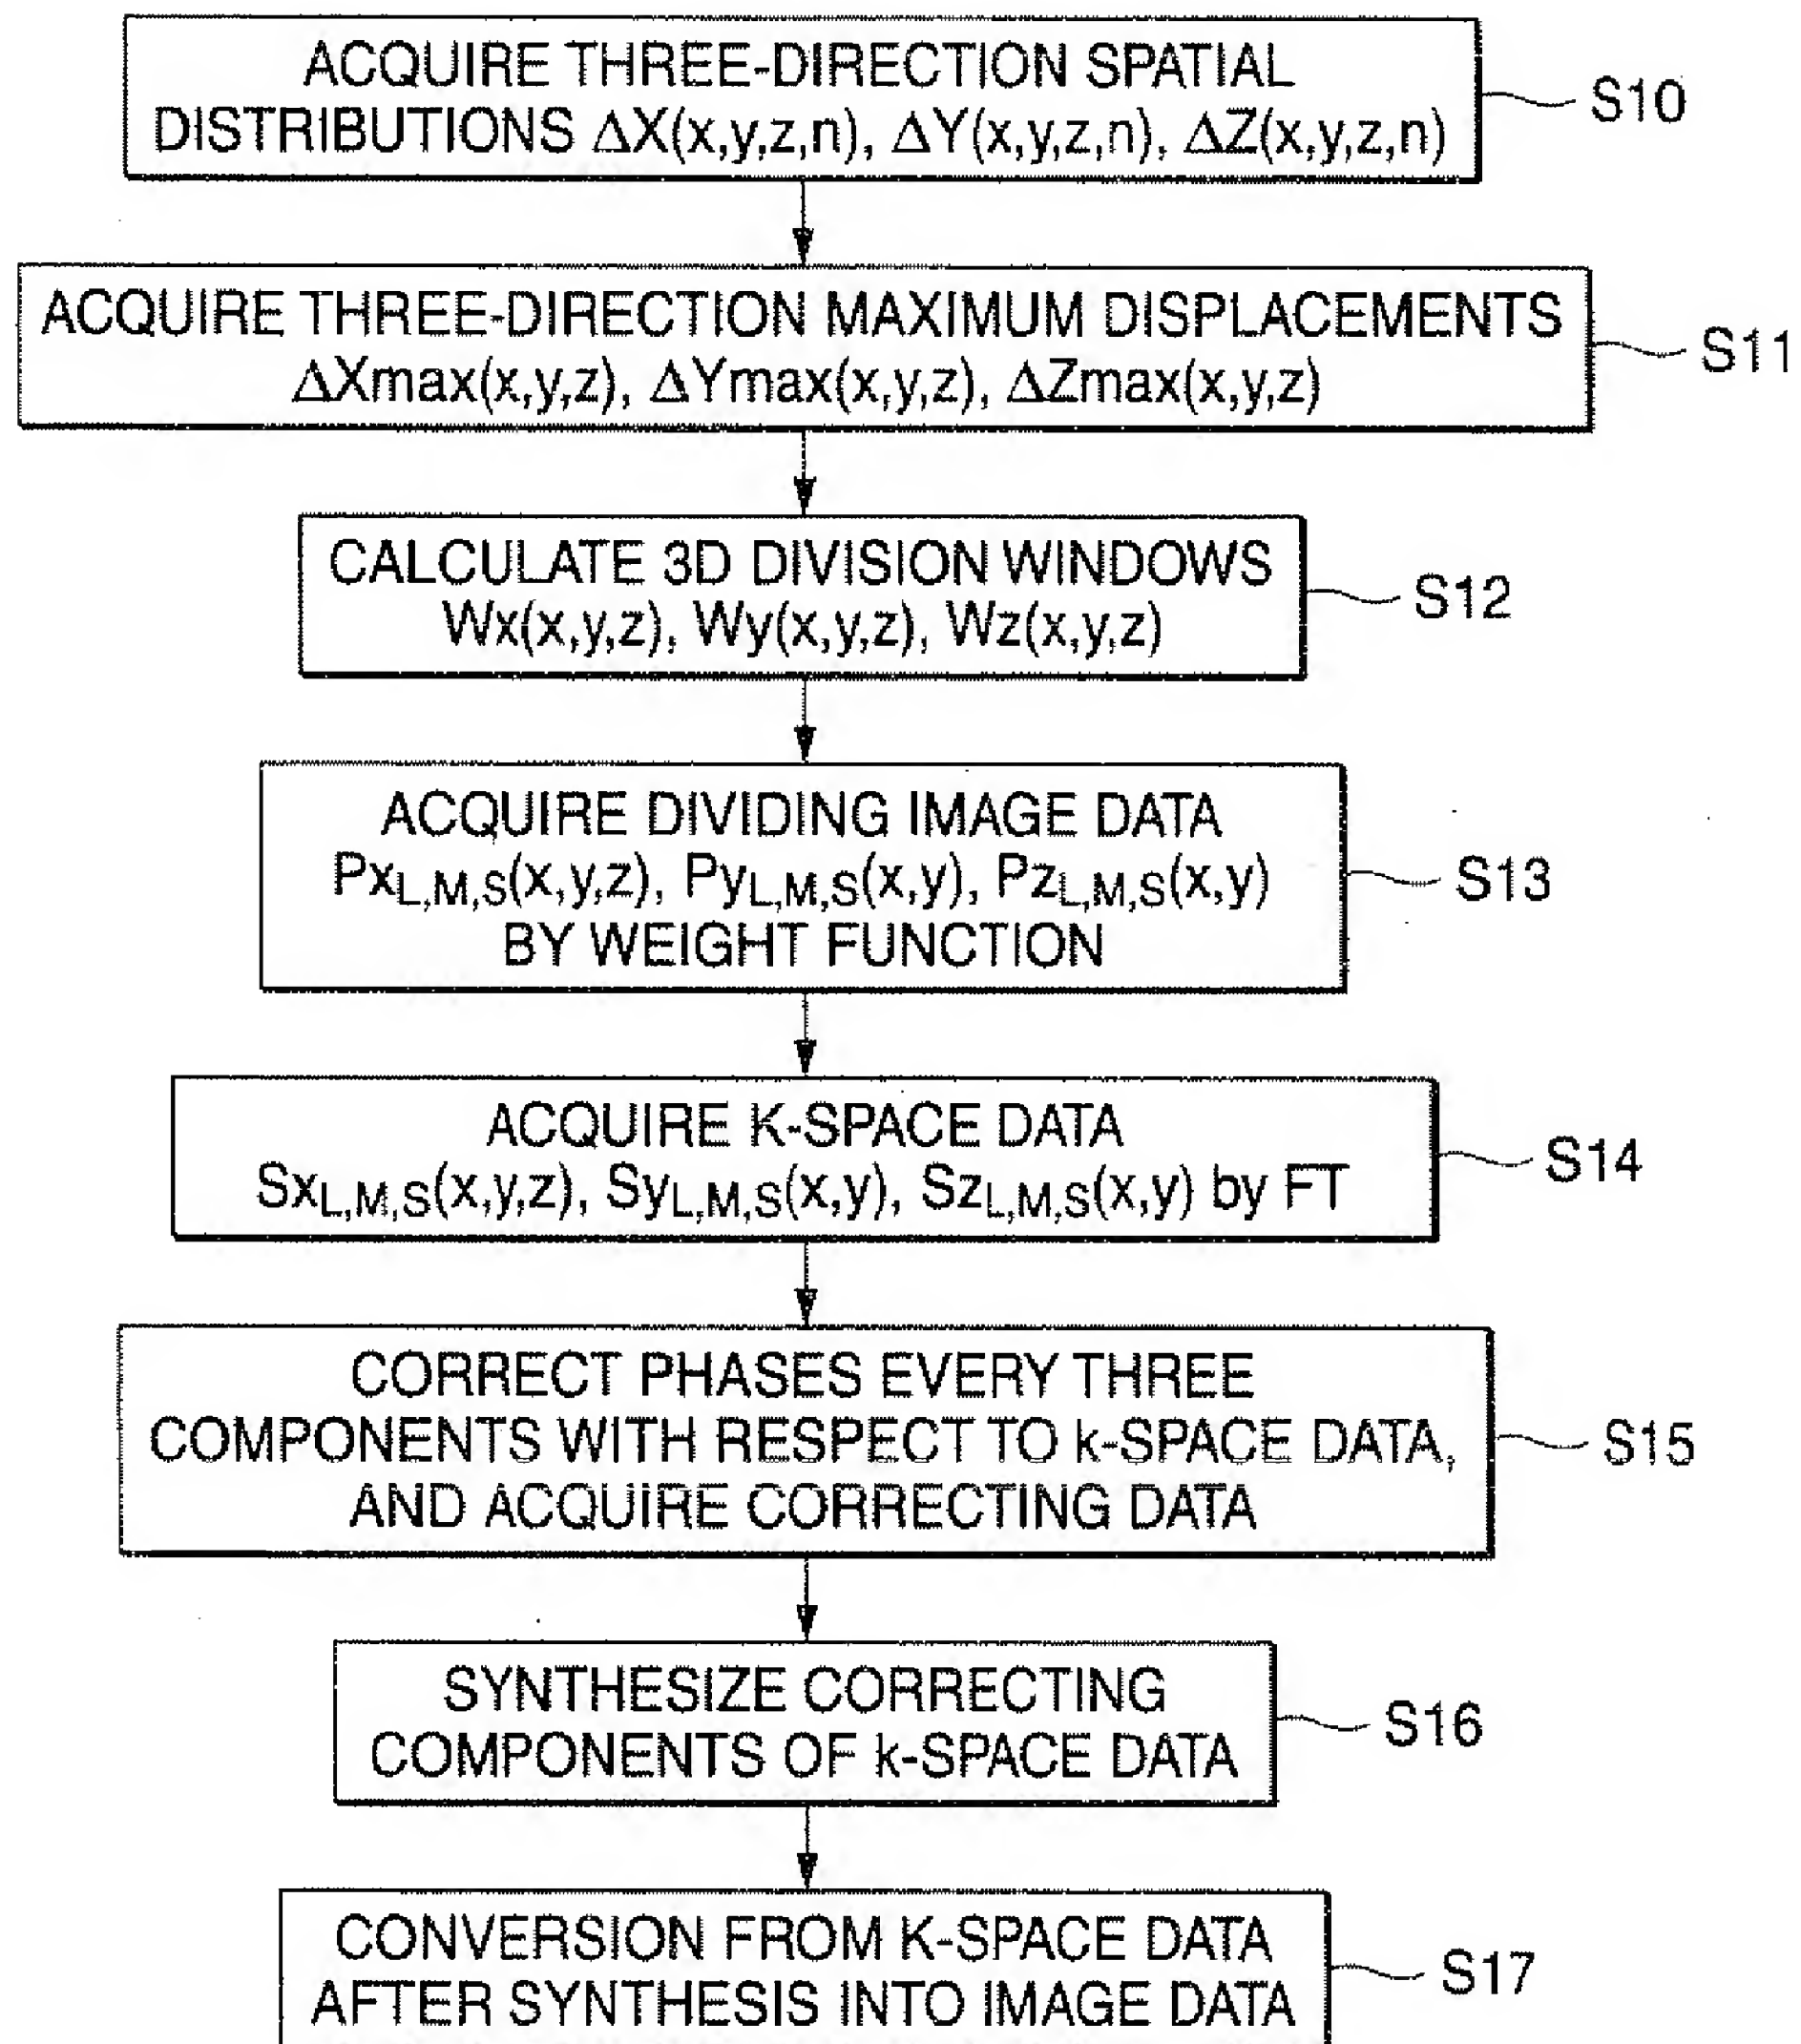 ACQUIRE THREE-DIRECTION SPATIAL
DISTRIBUTIONS ΔX(x,y,z,n), ΔY(x,y,z,n), ΔZ(x,y,z,n)
S10
ACQUIRE THREE-DIRECTION MAXIMUM DISPLACEMENTS
ΔXmax(x,y,z), ΔYmax(x,y,z), ΔZmax(x,y,z)
S11
CALCULATE 3D DIVISION WINDOWS
Wx(x,y,z), Wy(x,y,z), Wz(x,y,z)
S12
ACQUIRE DIVIDING IMAGE DATA
PxL,M,S(x,y,z), PyL,M,S(x,y), PzL,M,S(x,y)
BY WEIGHT FUNCTION
S13
ACQUIRE K-SPACE DATA
SxL,M,S(x,y,z), SyL,M,S(x,y), SzL,M,S(x,y) by FT
S14
CORRECT PHASES EVERY THREE
COMPONENTS WITH RESPECT TO k-SPACE DATA,
AND ACQUIRE CORRECTING DATA
S15
SYNTHESIZE CORRECTING
COMPONENTS OF k-SPACE DATA
S16
CONVERSION FROM K-SPACE DATA
AFTER SYNTHESIS INTO IMAGE DATA
S17